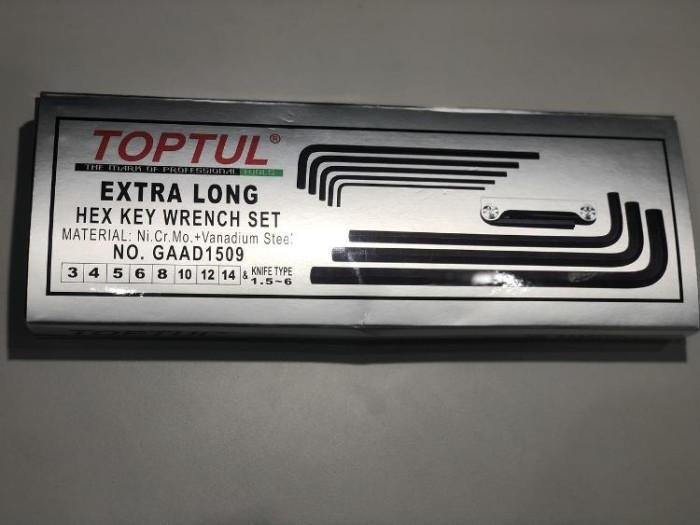 TOPTUL®
THE MARK OF PROFESSIONAL TOOLS
EXTRA LONG
HEX KEY WRENCH SET
MATERIAL: Ni.Cr.Mo.+Vanadium Steel
NO. GAAD1509
3 4 5 6 8 10 12 14 & KNIFE TYPE
1.5~6
TOPTUL